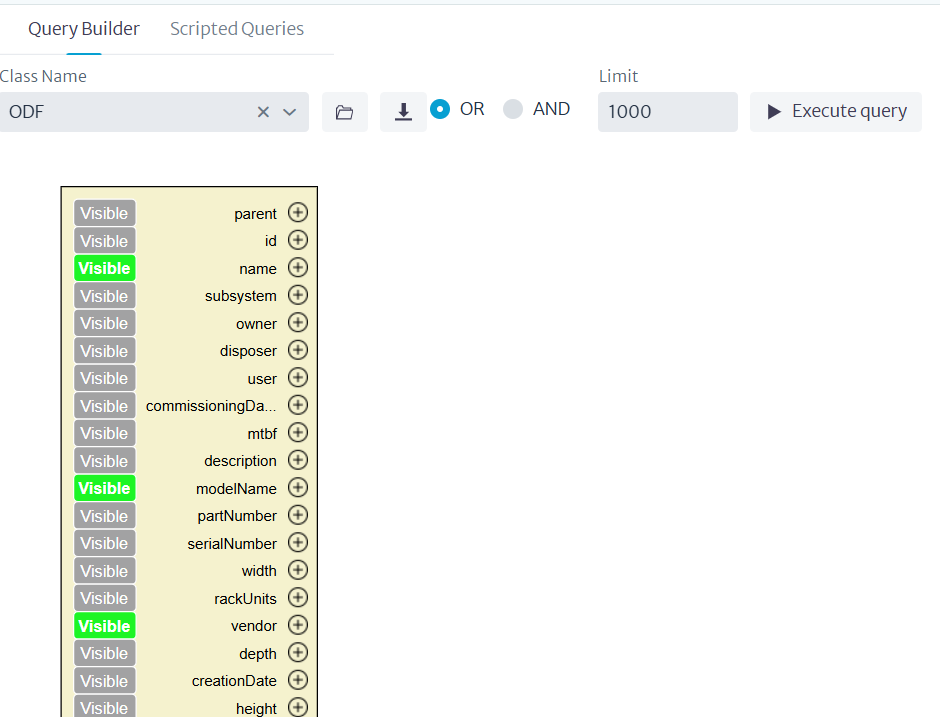 Query Builder Scripted Queries
Class Name Limit
ODF OR AND 1000 Execute query
Visible parent
Visible id
Visible name
Visible subsystem
Visible owner
Visible disposer
Visible user
Visible commissioningDa...
Visible mtbf
Visible description
Visible modelName
Visible partNumber
Visible serialNumber
Visible width
Visible rackUnits
Visible vendor
Visible depth
Visible creationDate
Visible height